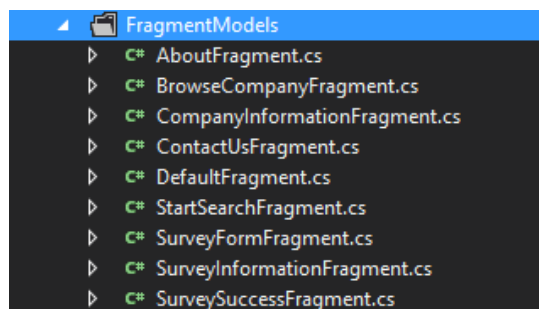 FragmentModels
C# AboutFragment.cs
C# BrowseCompanyFragment.cs
C# CompanyInformationFragment.cs
C# ContactUsFragment.cs
C# DefaultFragment.cs
C# StartSearchFragment.cs
C# SurveyFormFragment.cs
C# SurveyInformationFragment.cs
C# SurveySuccessFragment.cs